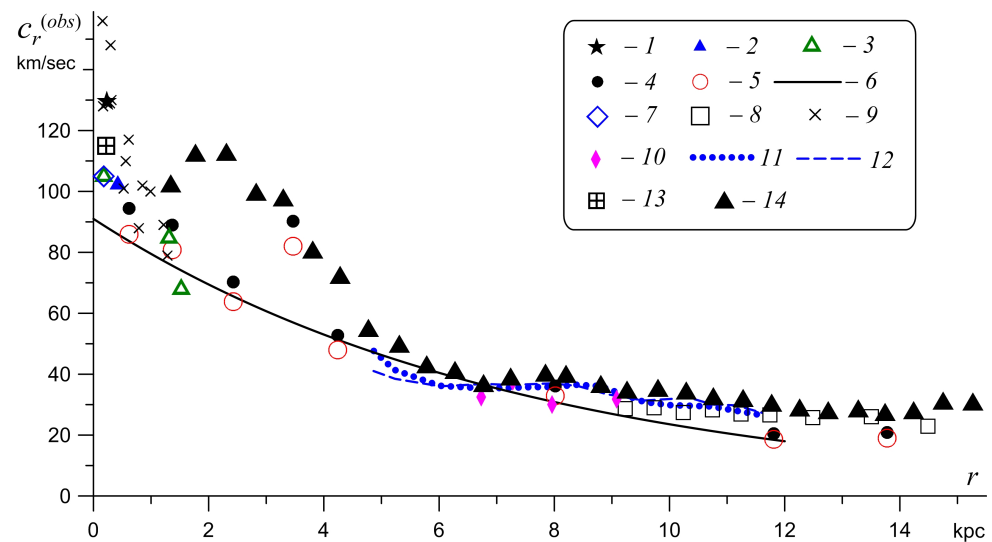 c_r^(obs)
km/sec
120
100
80
60
40
20
0
0 2 4 6 8 10 12 14 kpc
r
– 1 – 2 – 3
– 4 – 5 – 6
– 7 – 8 – 9
– 10 11 12
– 13 – 14